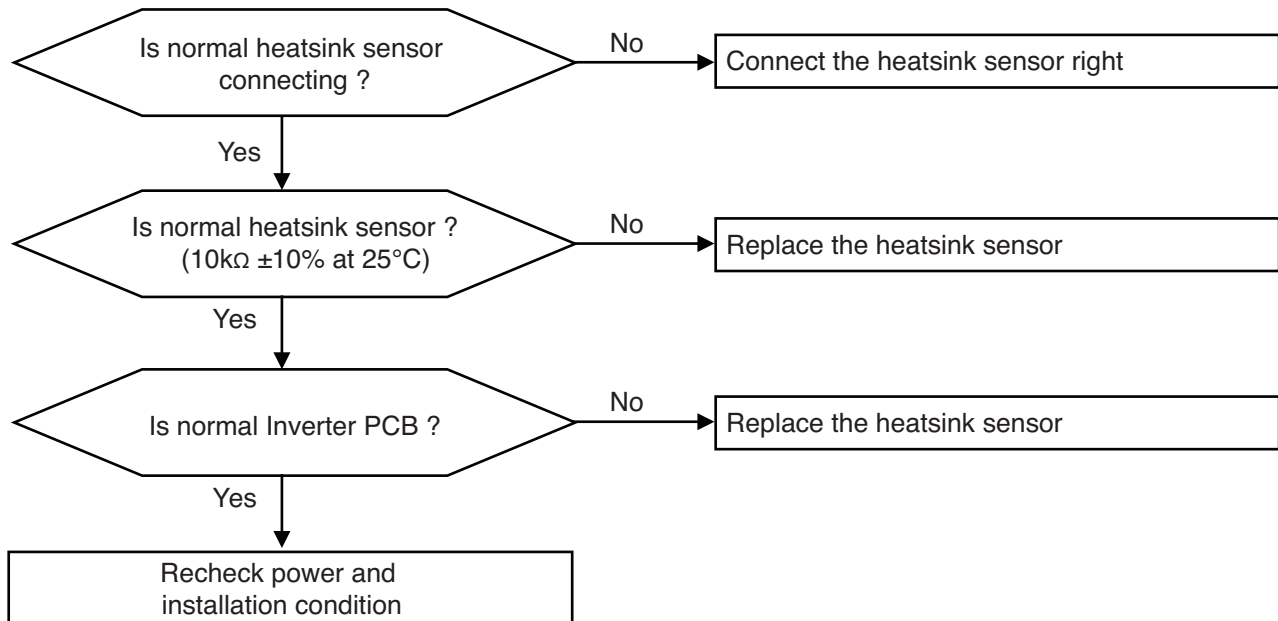 Is normal heatsink sensor
connecting ?
No
Connect the heatsink sensor right
Yes
Is normal heatsink sensor ?
(10kΩ ±10% at 25°C)
No
Replace the heatsink sensor
Yes
Is normal Inverter PCB ?
No
Replace the heatsink sensor
Yes
Recheck power and
installation condition